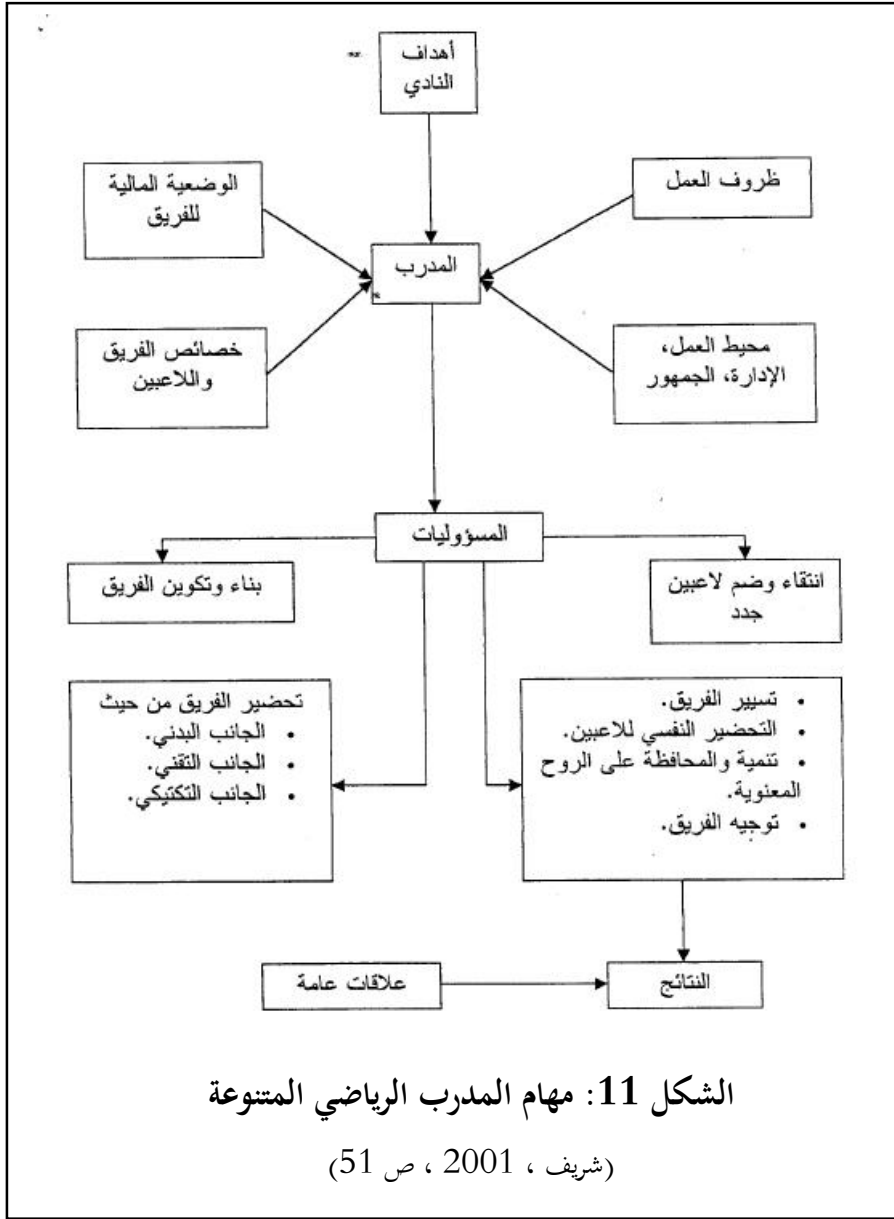 أهداف
النادي
ظروف العمل
الوضعية المالية
للفريق
المدرب
محيط العمل،
الإدارة، الجمهور
خصائص الفريق
واللاعبين
المسؤوليات
انتقاء وضم لاعبين
جدد
بناء وتكوين الفريق
• تسيير الفريق.
• التحضير النفسي للاعبين.
• تنمية والمحافظة على الروح
المعنوية.
• توجيه الفريق.
تحضير الفريق من حيث
• الجانب البدني.
• الجانب التقني.
• الجانب التكتيكي.
النتائج
علاقات عامة
الشكل 11: مهام المدرب الرياضي المتنوعة
(شريف ، 2001 ، ص 51)